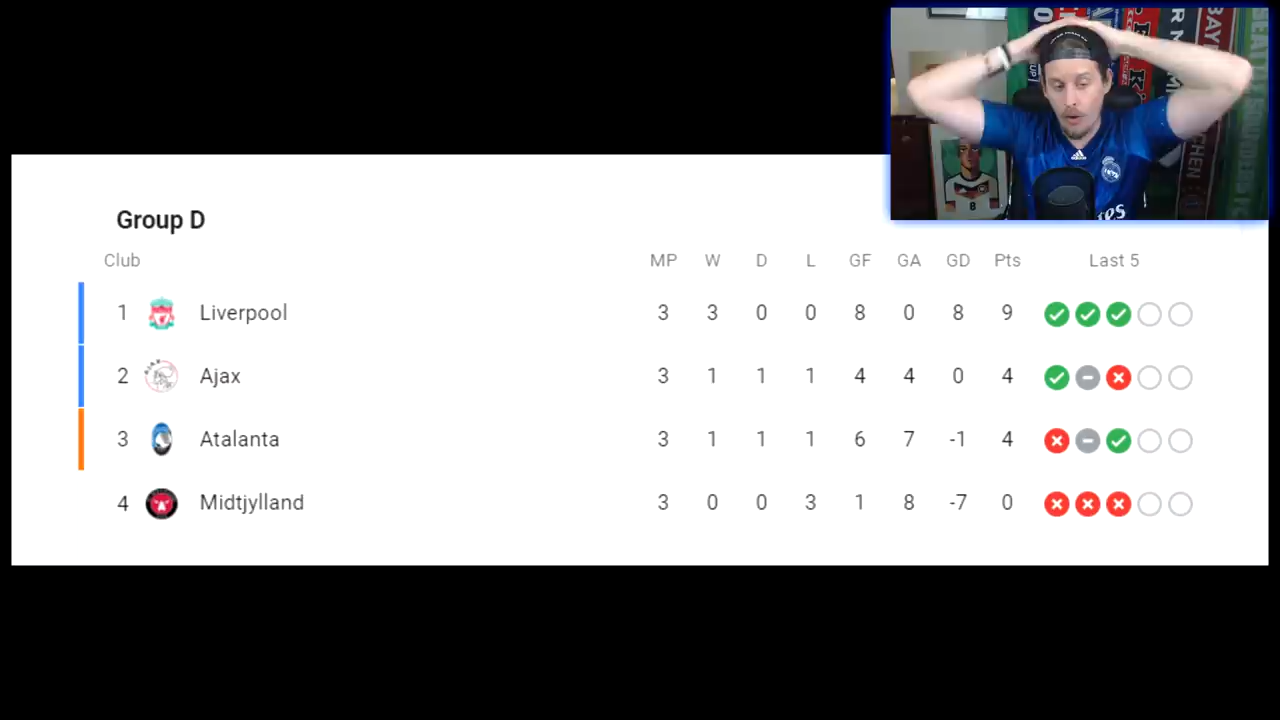 Group D
Club MP W D L GF GA GD Pts Last 5
1 Liverpool 3 3 0 0 8 0 8 9
2 Ajax 3 1 1 1 4 4 0 4
3 Atalanta 3 1 1 1 6 7 -1 4
4 Midtjylland 3 0 0 3 1 8 -7 0